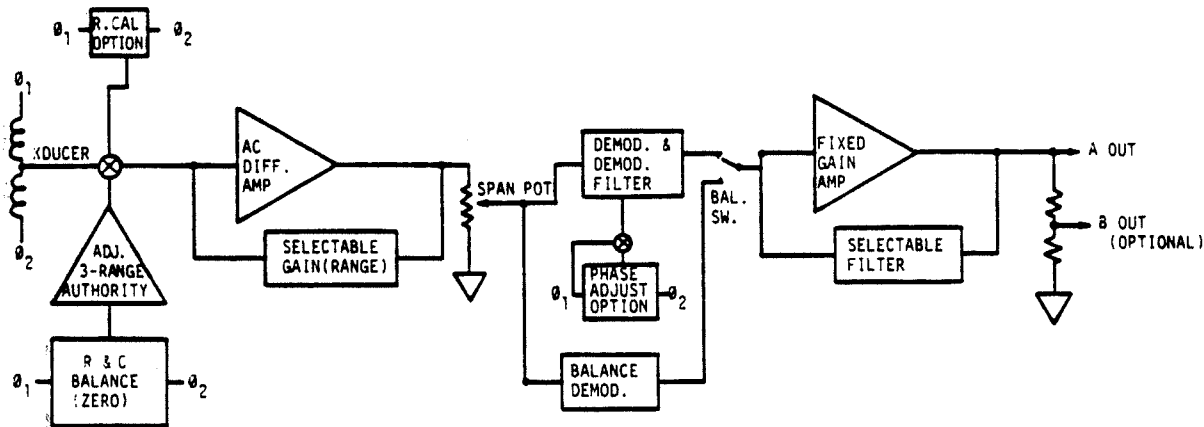 Ø1
R.CAL
OPTION
Ø2
Ø1
XDUCER
Ø2
ADJ.
3-RANGE
AUTHORITY
Ø1
R & C
BALANCE
(ZERO)
Ø2
AC
DIFF.
AMP
SELECTABLE
GAIN(RANGE)
SPAN POT
DEMOD. &
DEMOD.
FILTER
Ø1
PHASE
ADJUST
OPTION
Ø2
BALANCE
DEMOD.
BAL.
SW.
FIXED
GAIN
AMP
SELECTABLE
FILTER
A OUT
B OUT
(OPTIONAL)